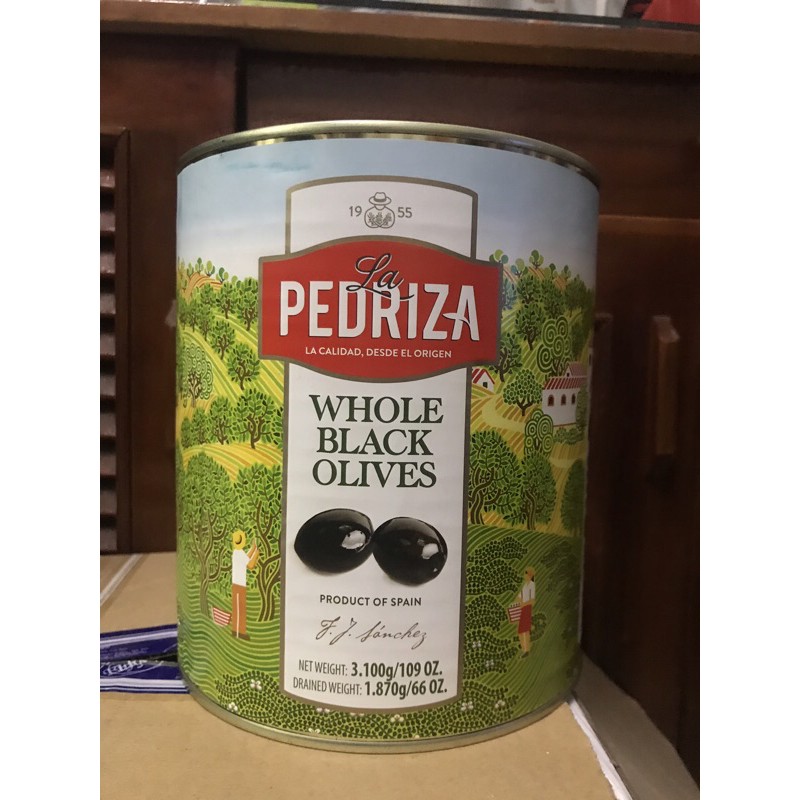 19 55
La
PEDRIZA
LA CALIDAD, DESDE EL ORIGEN
WHOLE
BLACK
OLIVES
PRODUCT OF SPAIN
F. J. Sánchez
NET WEIGHT: 3.100g/109 OZ.
DRAINED WEIGHT: 1.870g/66 OZ.